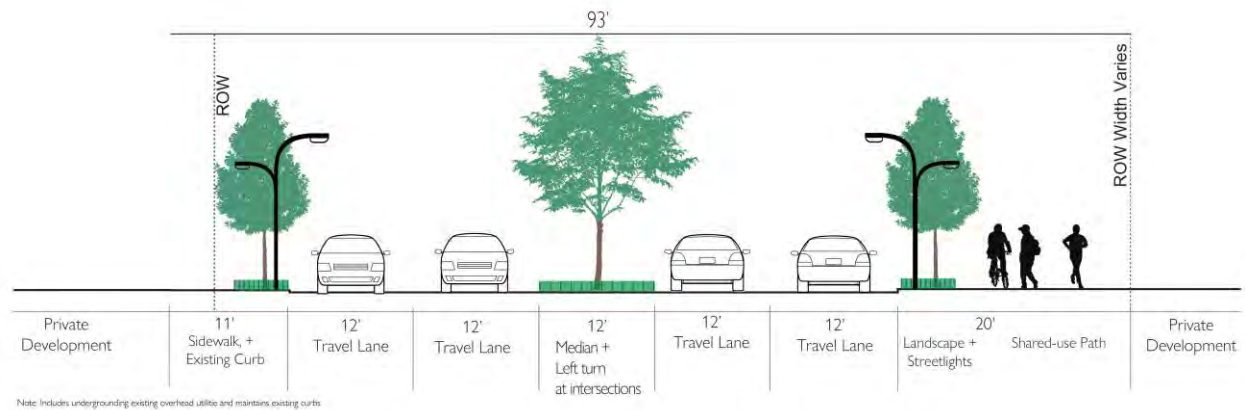 93'
ROW
ROW Width Varies
Private
Development
11'
Sidewalk, +
Existing Curb
12'
Travel Lane
12'
Travel Lane
12'
Median +
Left turn
at intersections
12'
Travel Lane
12'
Travel Lane
20'
Landscape +
Streetlights
Shared-use Path
Private
Development
Note: Includes undergrounding existing overhead utilitie and maintains existing curbs